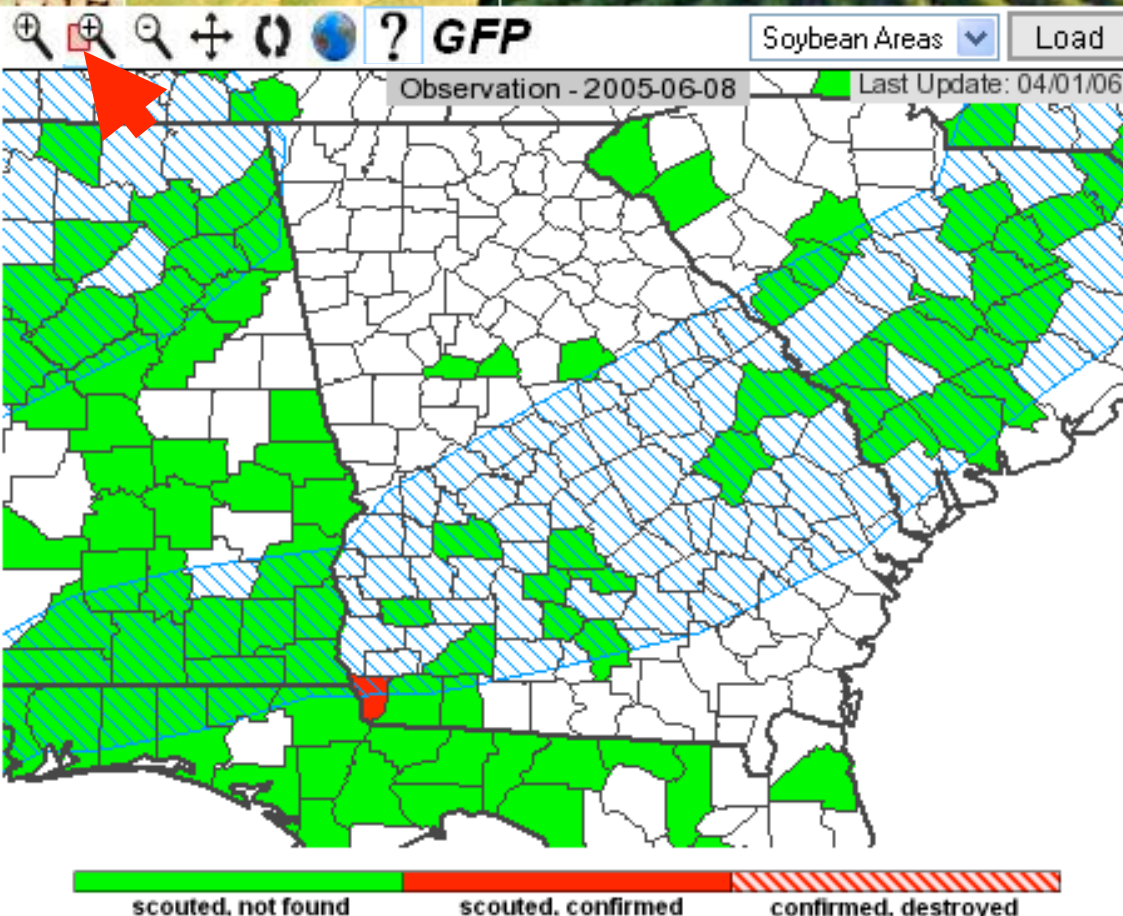 ? GFP Soybean Areas Load
Observation - 2005-06-08 Last Update: 04/01/06
scouted, not found scouted, confirmed confirmed, destroyed